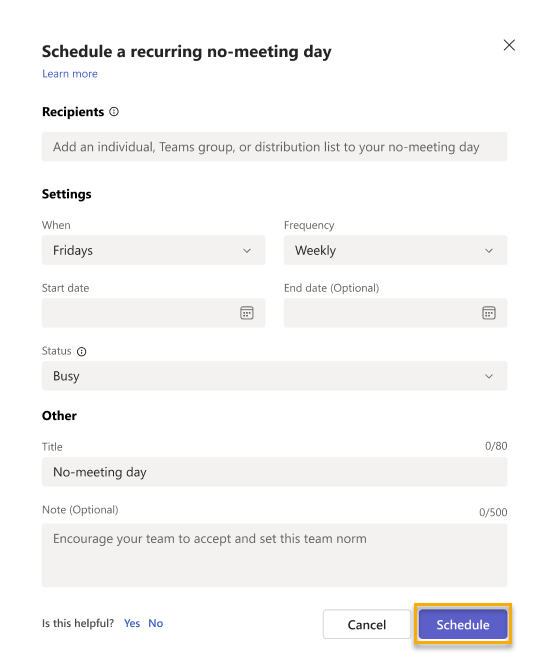 Schedule a recurring no-meeting day
Learn more
Recipients
Add an individual, Teams group, or distribution list to your no-meeting day
Settings
When
Frequency
Fridays
Weekly
Start date
End date (Optional)
Status
Busy
Other
Title
0/80
No-meeting day
Note (Optional)
0/500
Encourage your team to accept and set this team norm
Is this helpful? Yes No
Cancel
Schedule